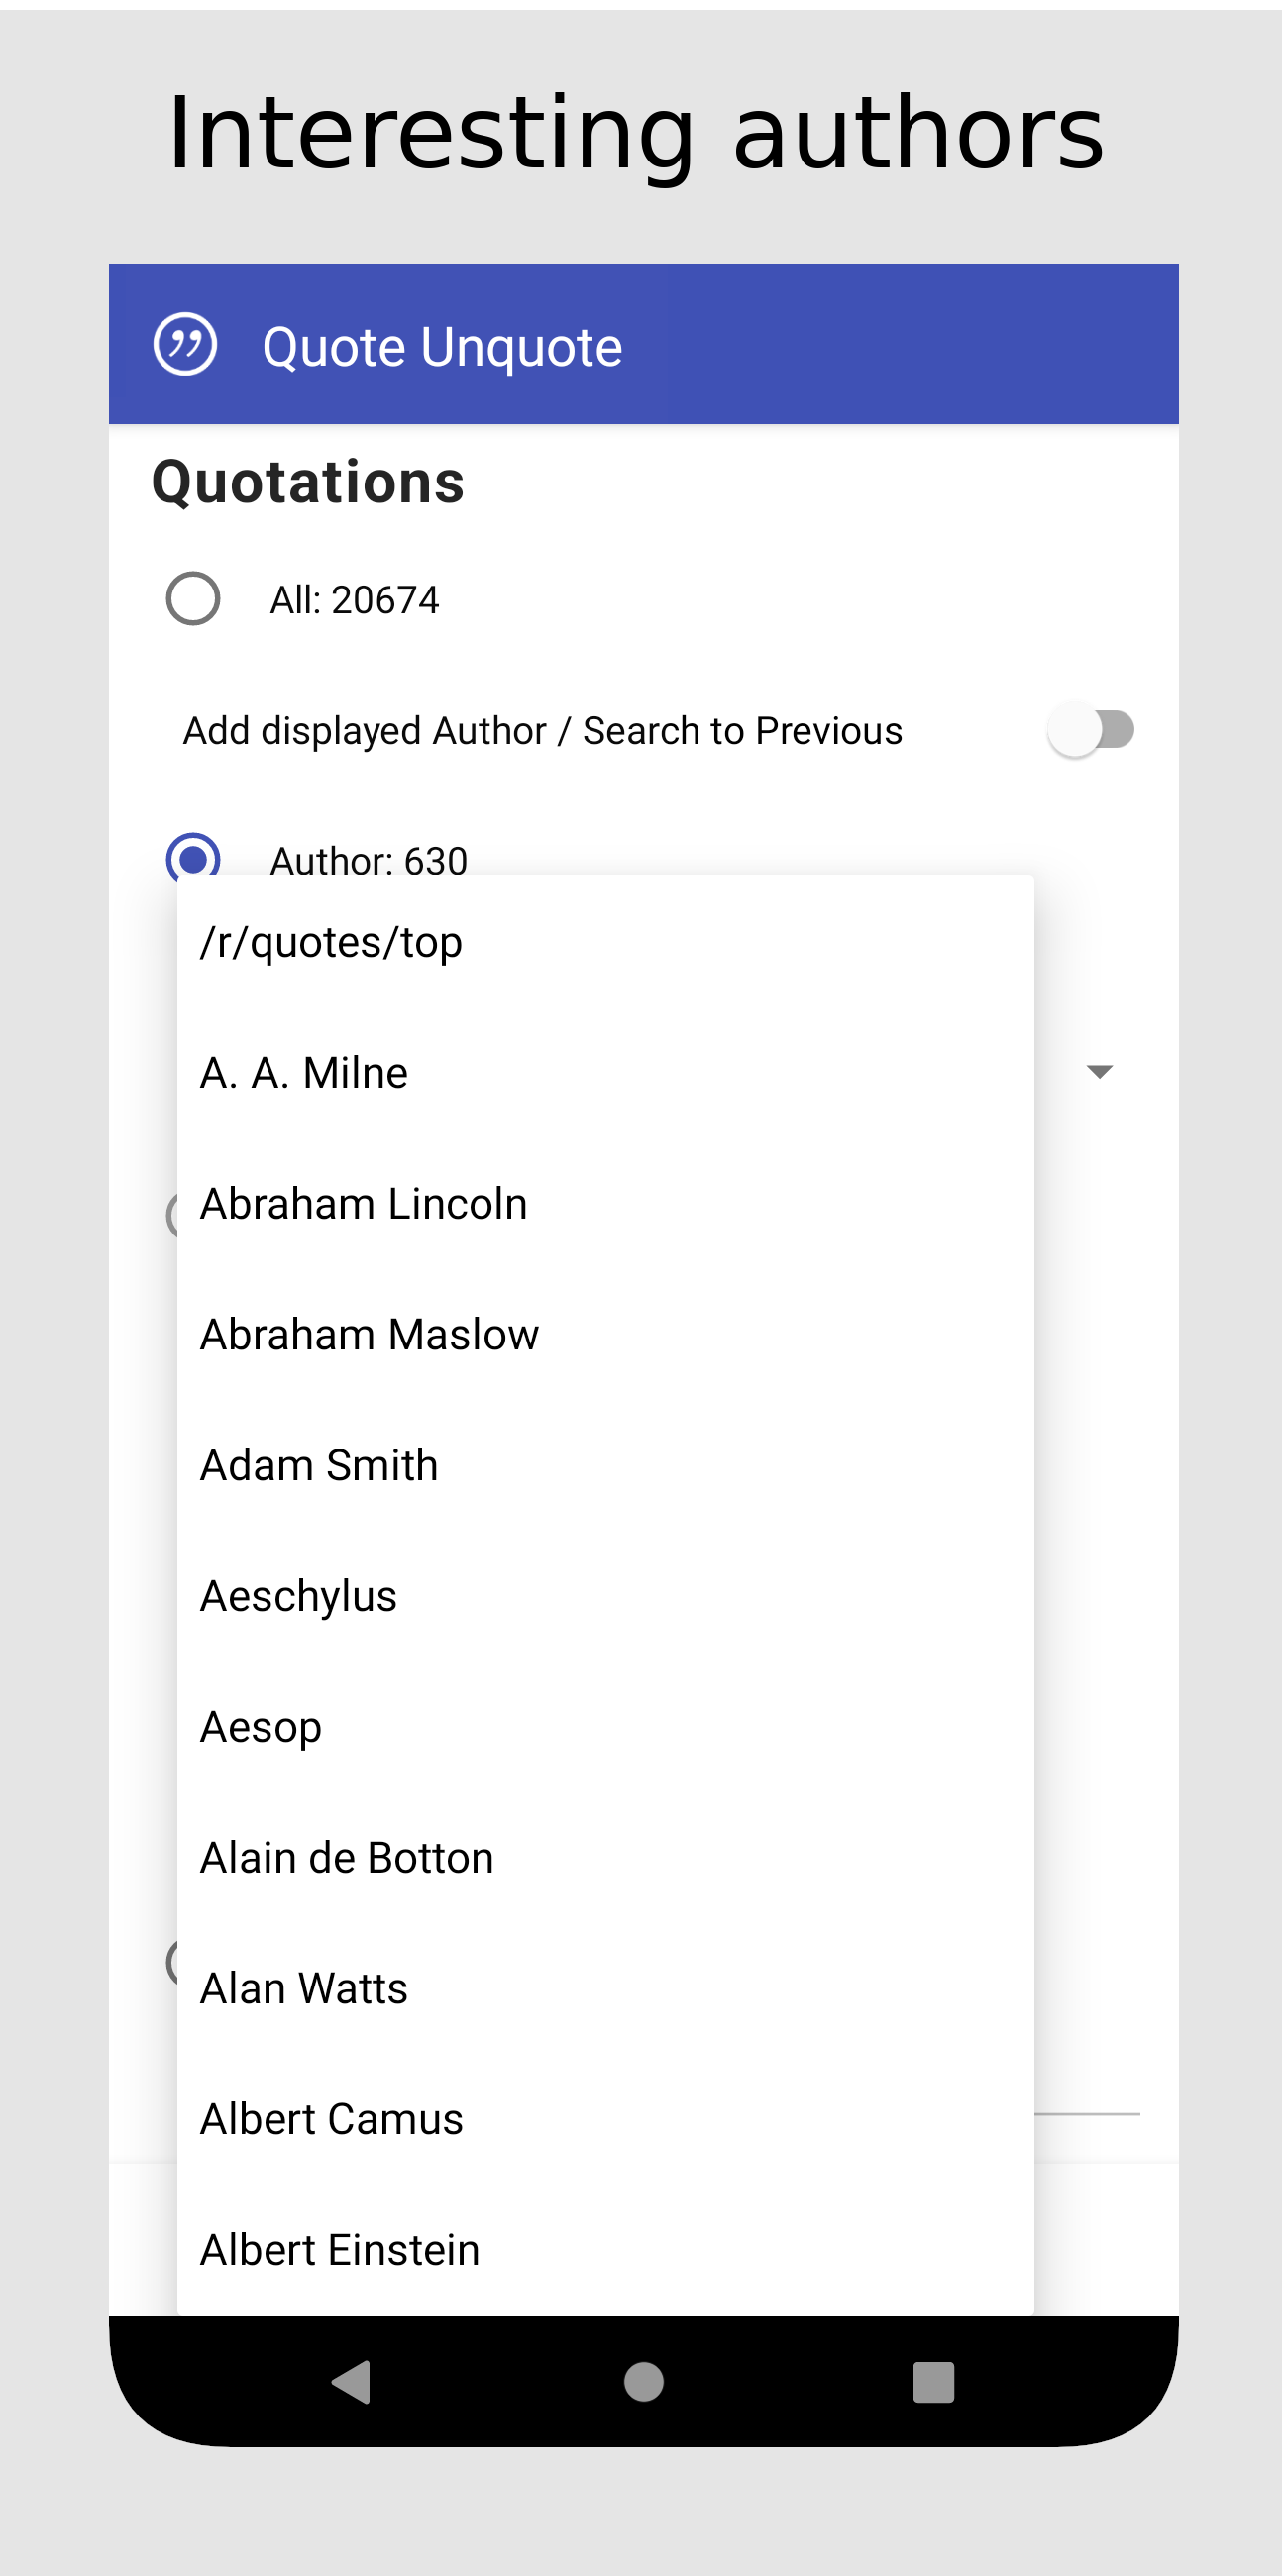 Interesting authors
Quote Unquote
Quotations
All: 20674
Add displayed Author / Search to Previous
Author: 630
/r/quotes/top
A. A. Milne
Abraham Lincoln
Abraham Maslow
Adam Smith
Aeschylus
Aesop
Alain de Botton
Alan Watts
Albert Camus
Albert Einstein